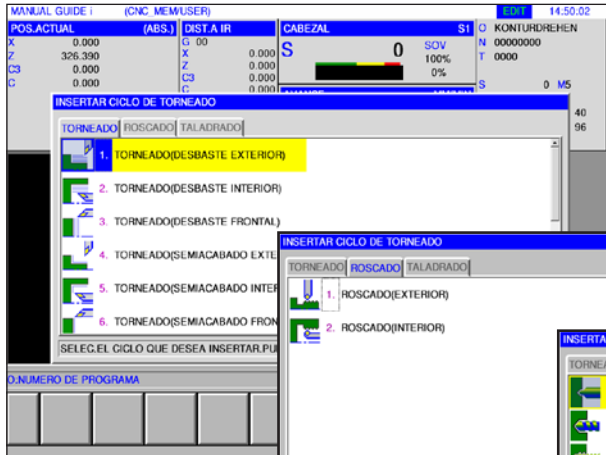 MANUAL GUIDE i (CNC_MEM/USER) EDIT 14:50:02
POS.ACTUAL (ABS.) DIST.A IR CABEZAL S1 O KONTURDREHEN
X 0.000 G 00 S 0 SOV N 00000000
Z 326.390 X 0.000 100% T 0000
C3 0.000 Z 0.000 0%
C 0.000 C3 0.000 S 0 M5
C 0.000
INSERTAR CICLO DE TORNEADO
40
TORNEADO ROSCADO TALADRADO 96
1. TORNEADO(DESBASTE EXTERIOR)
2. TORNEADO(DESBASTE INTERIOR)
3. TORNEADO(DESBASTE FRONTAL)
4. TORNEADO(SEMIACABADO EXTE
5. TORNEADO(SEMIACABADO INTER
6. TORNEADO(SEMIACABADO FRON
SELEC.EL CICLO QUE DESEA INSERTAR.PUL
O:NUMERO DE PROGRAMA
INSERTAR CICLO DE TORNEADO
TORNEADO ROSCADO TALADRADO
1. ROSCADO(EXTERIOR)
2. ROSCADO(INTERIOR)
INSERTA
TORNEA